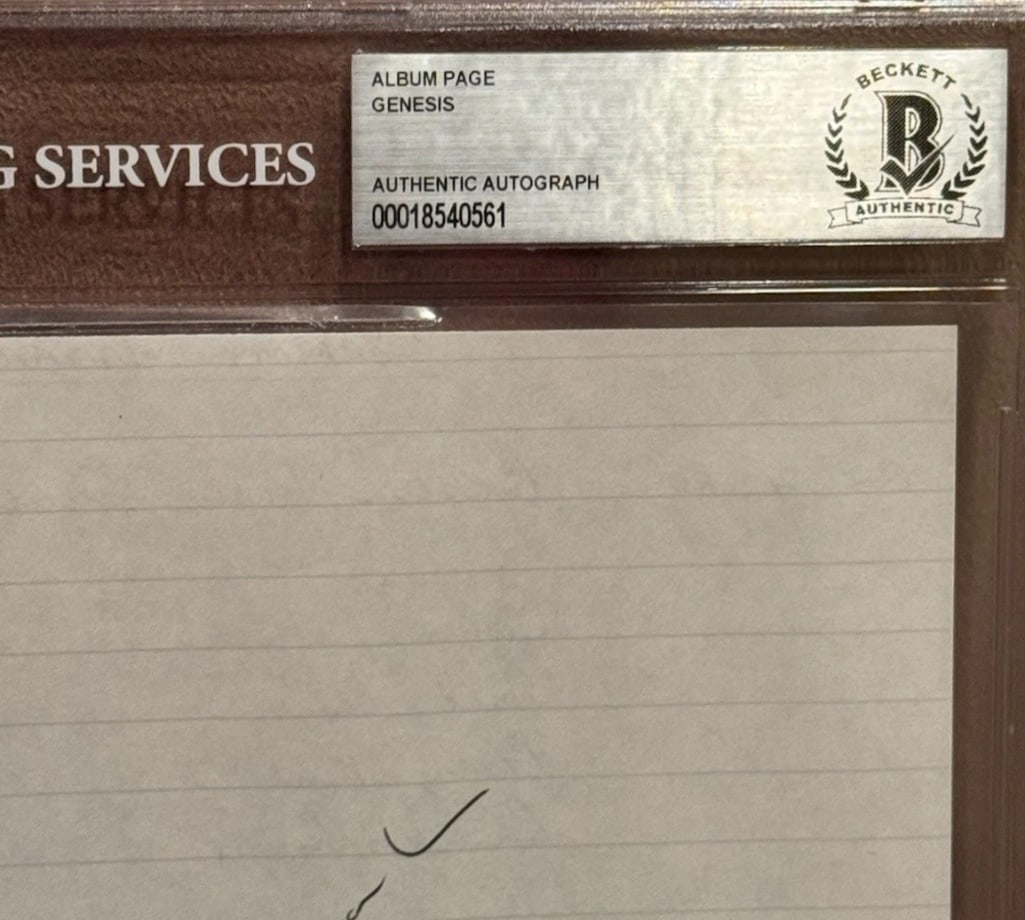 G SERVICES
ALBUM PAGE
GENESIS
AUTHENTIC AUTOGRAPH
00018540561
BECKETT
B
AUTHENTIC